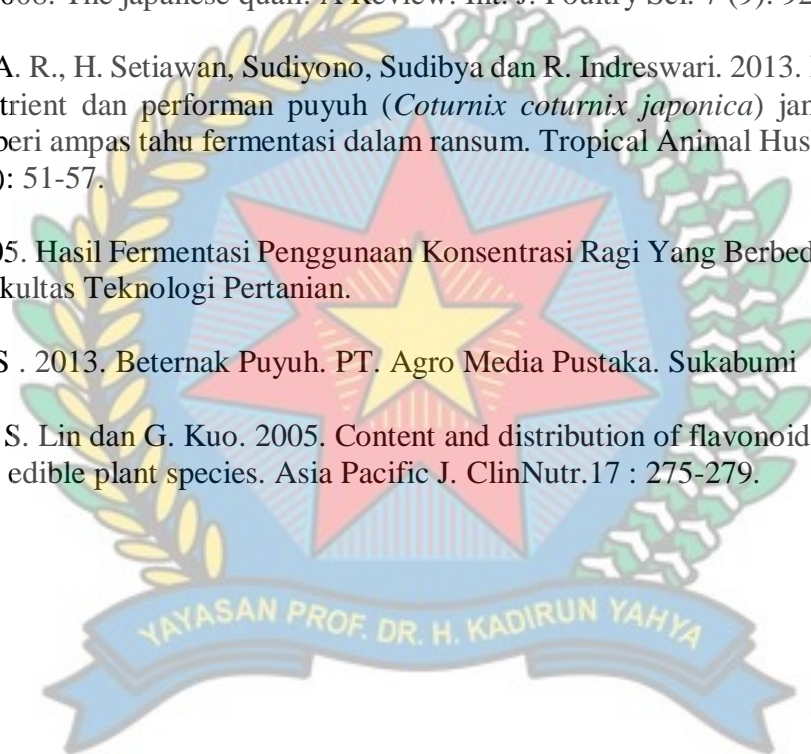 008. The japanese quail: A Review. Int. J. Poultry Sci. 7 (9): 92
A. R., H. Setiawan, Sudiyono, Sudibya dan R. Indreswari. 2013.
trient dan performan puyuh (Coturnix coturnix japonica) jan
beri ampas tahu fermentasi dalam ransum. Tropical Animal Hus
): 51-57.
05. Hasil Fermentasi Penggunaan Konsentrasi Ragi Yang Berbed
kultas Teknologi Pertanian.
S . 2013. Beternak Puyuh. PT. Agro Media Pustaka. Sukabumi
S. Lin dan G. Kuo. 2005. Content and distribution of flavonoid
edible plant species. Asia Pacific J. ClinNutr.17 : 275-279.
YAYASAN PROF. DR. H. KADIRUN YAHYA